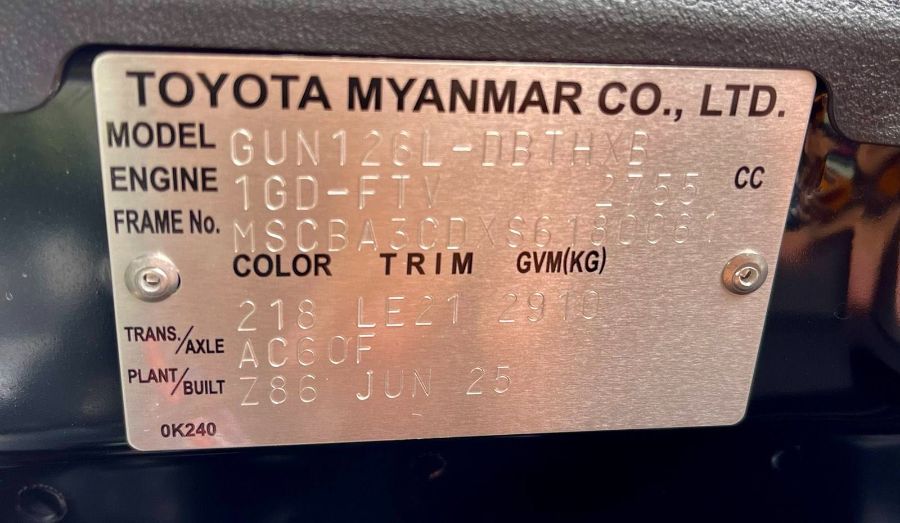 TOYOTA MYANMAR CO., LTD.
MODEL GUN126L-DBTHXB
ENGINE 1GD-FTV 2755 CC
FRAME No. MSCBA3CDXS6180061
COLOR TRIM GVM(KG)
218 LE21 2910
TRANS./AXLE AC60F
PLANT/BUILT Z86 JUN 25
0K240